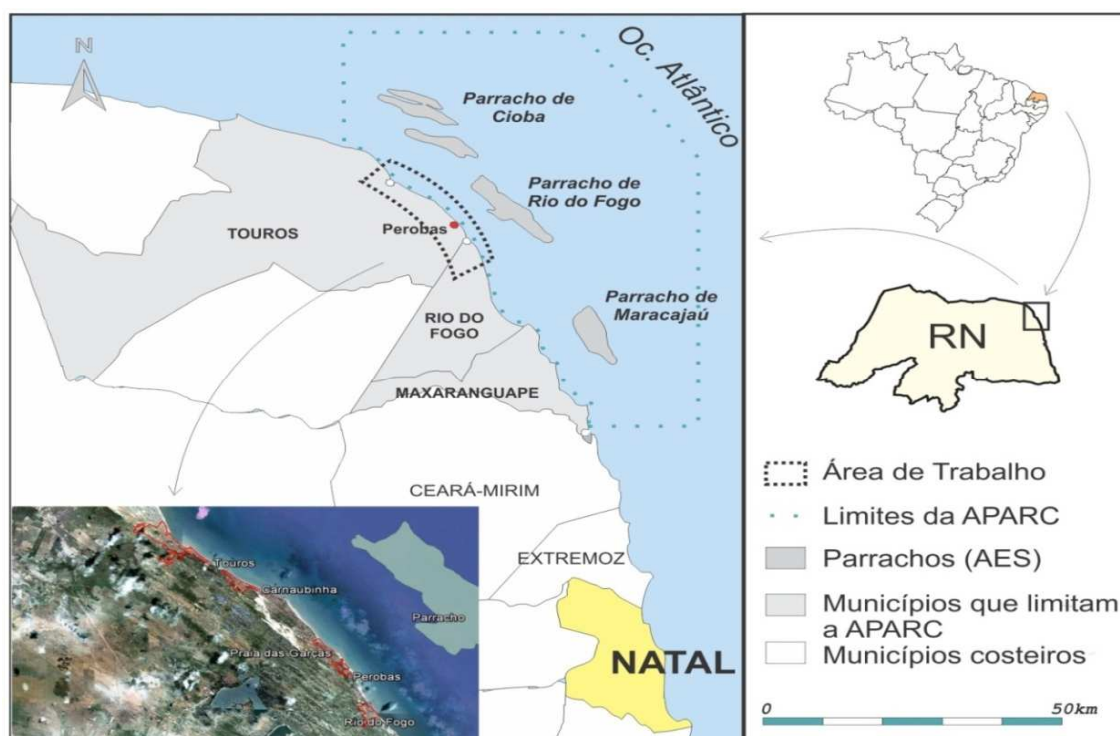 N
Oc. Atlântico
Parracho de
Cioba
Parracho de
Rio do Fogo
Perobas
TOUROS
Parracho de
Maracajaú
RIO DO
FOGO
MAXARANGUAPE
CEARÁ-MIRIM
EXTREMOZ
NATAL
Touros
Carnaubinha
Parracho
Praia das Garças
Perobas
Rio do Fogo
RN
Área de Trabalho
Limites da APARC
Parrachos (AES)
Municípios que limitam
a APARC
Municípios costeiros
0 50km